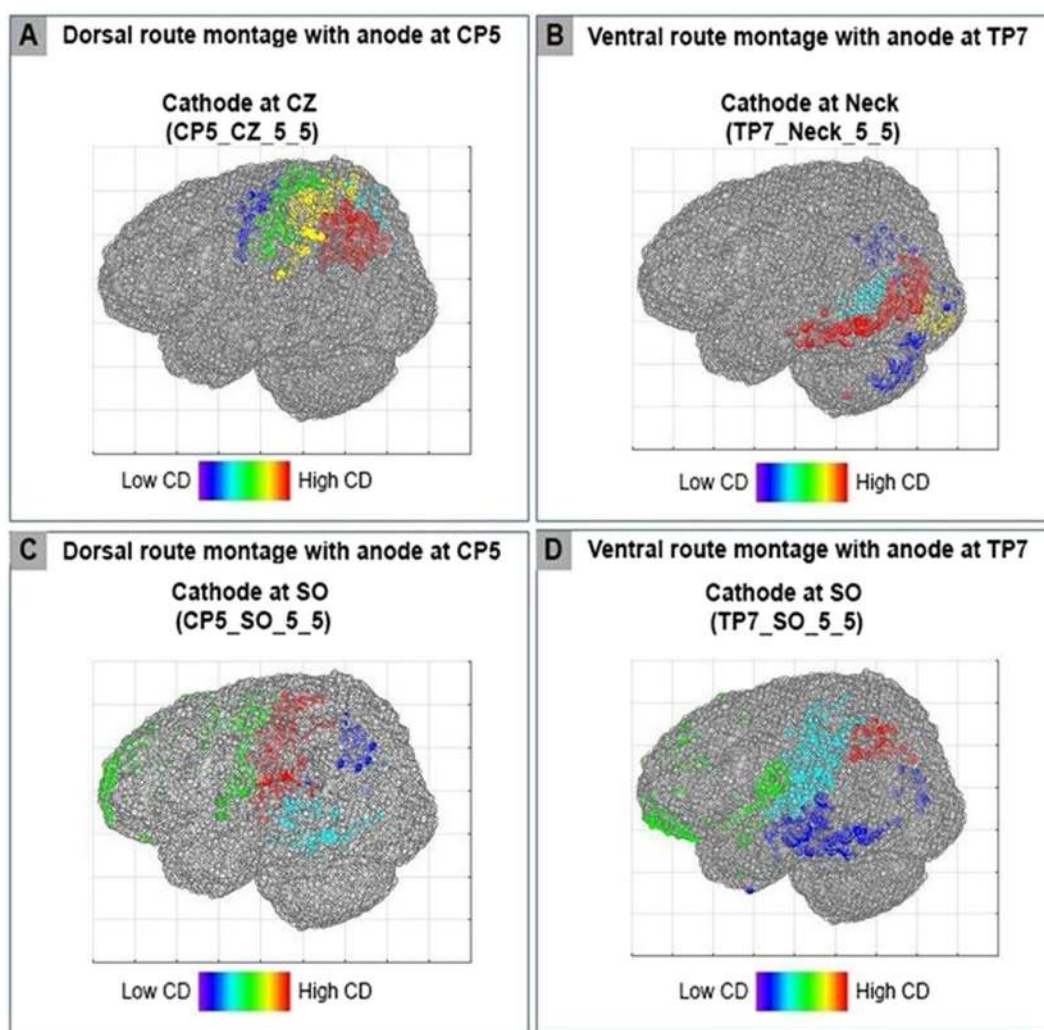 A Dorsal route montage with anode at CP5
Cathode at CZ
(CP5_CZ_5_5)
Low CD High CD
B Ventral route montage with anode at TP7
Cathode at Neck
(TP7_Neck_5_5)
Low CD High CD
C Dorsal route montage with anode at CP5
Cathode at SO
(CP5_SO_5_5)
Low CD High CD
D Ventral route montage with anode at TP7
Cathode at SO
(TP7_SO_5_5)
Low CD High CD